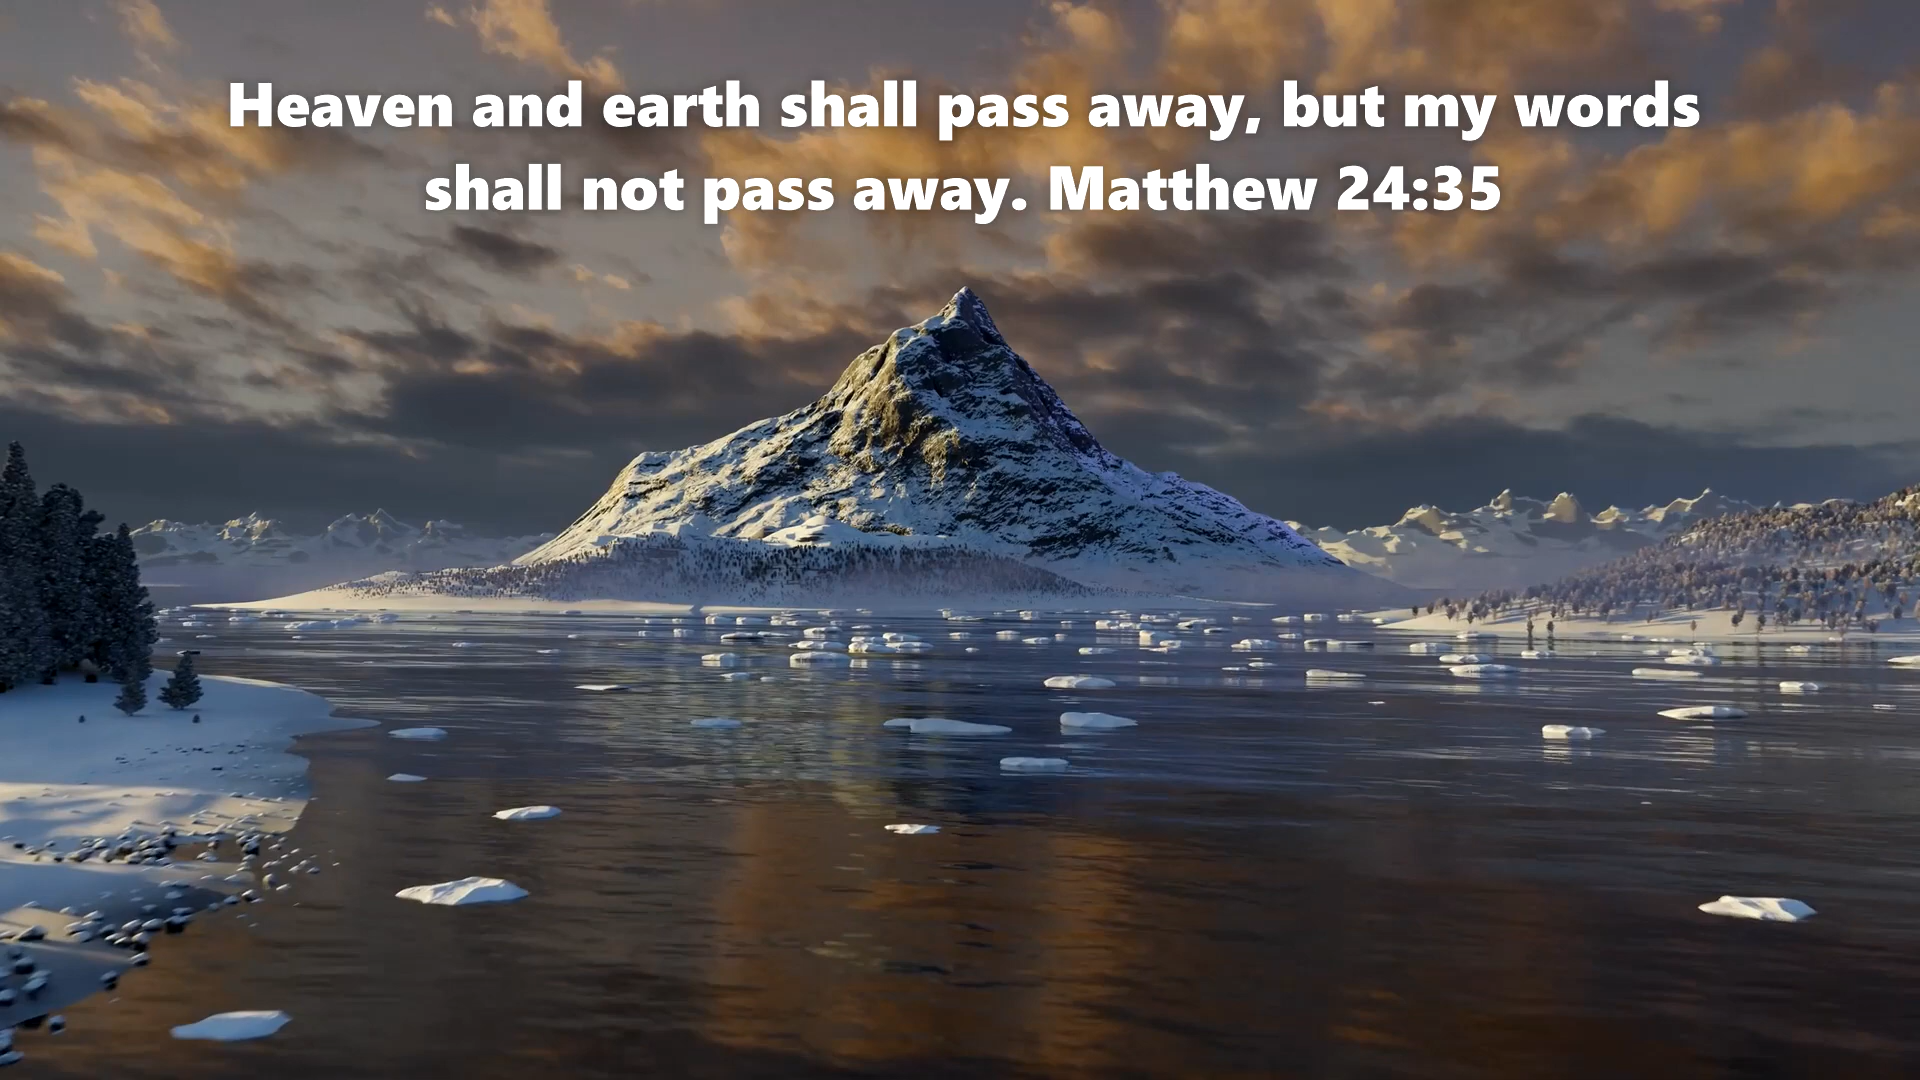 Heaven and earth shall pass away, but my words
shall not pass away. Matthew 24:35